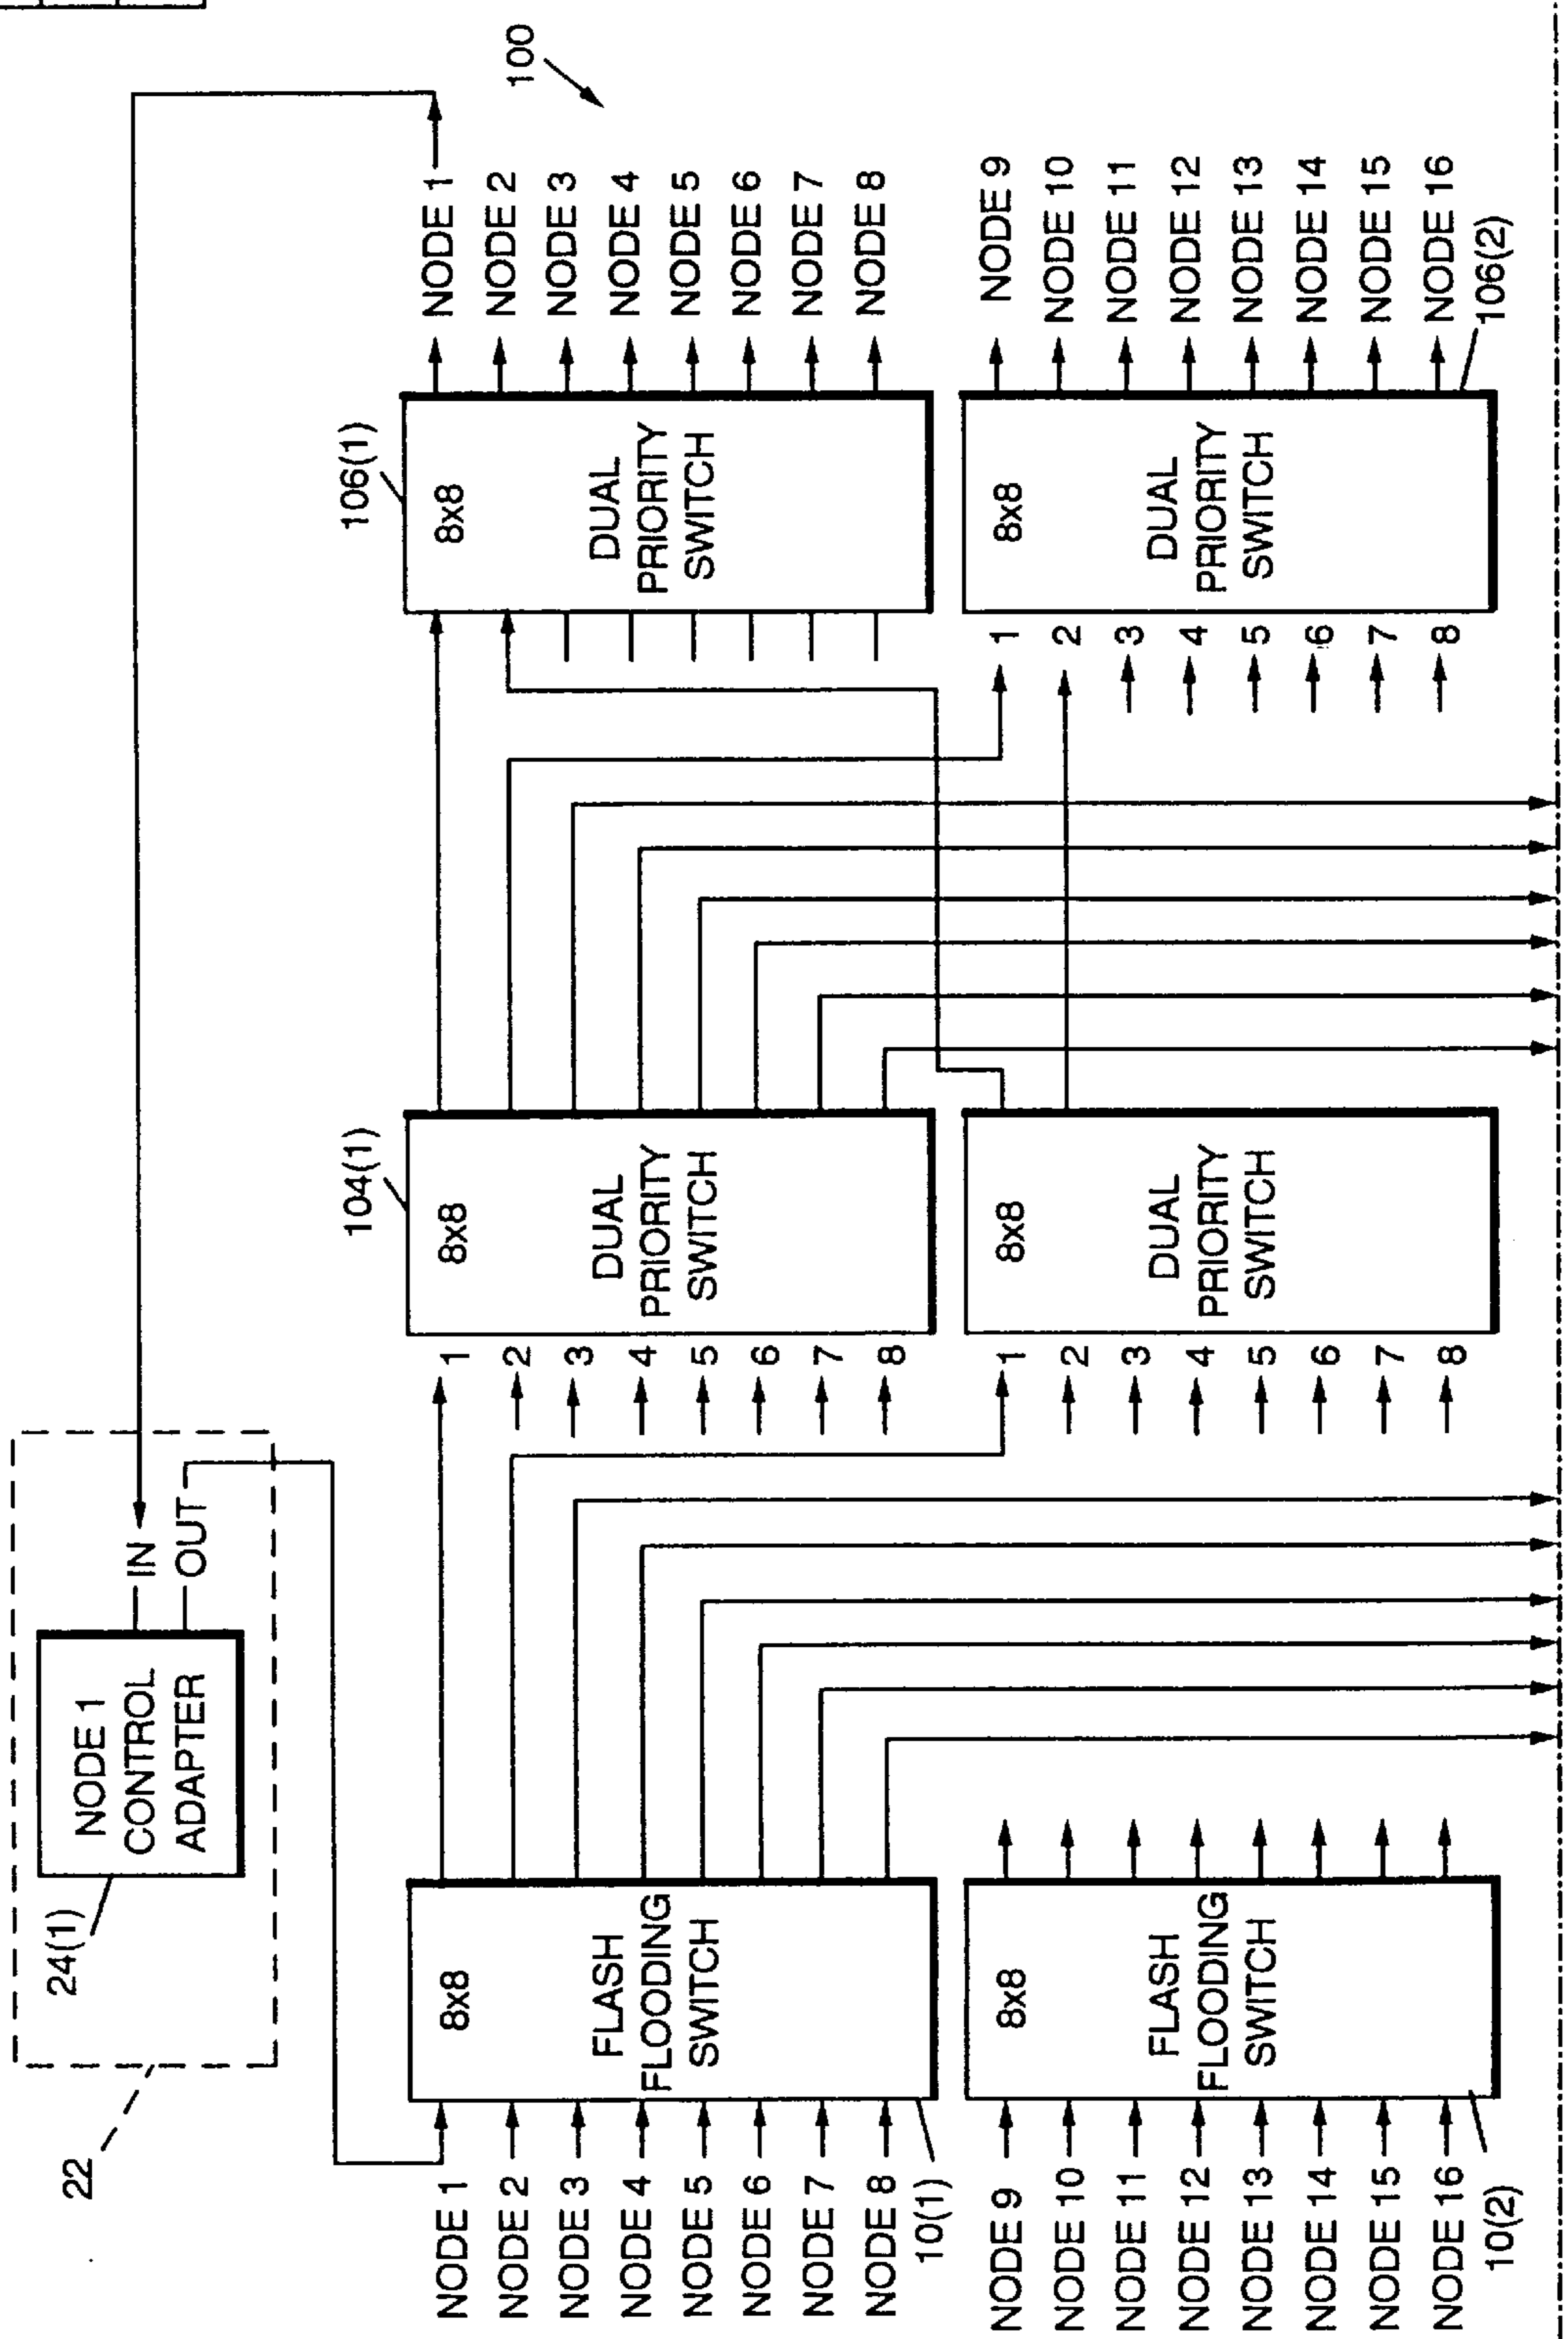 22
24(1)
NODE 1
CONTROL
ADAPTER
IN
OUT
100
NODE 1
NODE 2
NODE 3
NODE 4
NODE 5
NODE 6
NODE 7
NODE 8
10(1)
8x8
FLASH
FLOODING
SWITCH
1
2
3
4
5
6
7
8
104(1)
8x8
DUAL
PRIORITY
SWITCH
106(1)
8x8
DUAL
PRIORITY
SWITCH
NODE 1
NODE 2
NODE 3
NODE 4
NODE 5
NODE 6
NODE 7
NODE 8
NODE 9
NODE 10
NODE 11
NODE 12
NODE 13
NODE 14
NODE 15
NODE 16
10(2)
8x8
FLASH
FLOODING
SWITCH
1
2
3
4
5
6
7
8
8x8
DUAL
PRIORITY
SWITCH
1
2
3
4
5
6
7
8
8x8
DUAL
PRIORITY
SWITCH
NODE 9
NODE 10
NODE 11
NODE 12
NODE 13
NODE 14
NODE 15
NODE 16
106(2)